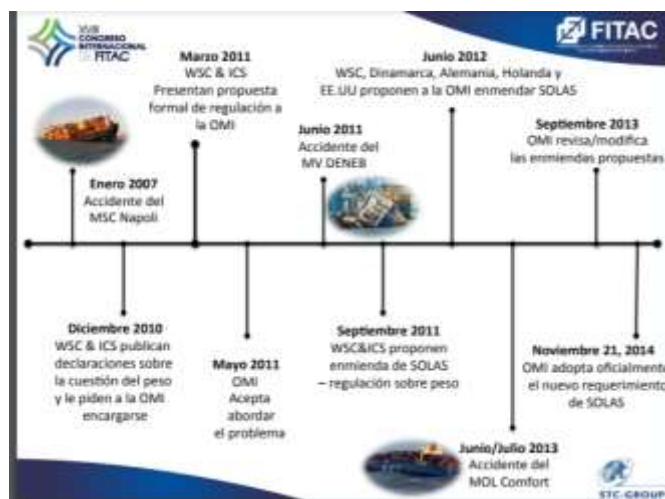 XVIII
CONGRESO
INTERNACIONAL
DE FITAC
FITAC
Marzo 2011
WSC & ICS
Presentan propuesta
formal de regulación a
la OMI
Junio 2012
WSC, Dinamarca, Alemania, Holanda y
EE.UU proponen a la OMI enmendar SOLAS
Junio 2011
Accidente del
MV DENEB
Septiembre 2013
OMI revisa/modifica
las enmiendas propuestas
Enero 2007
Accidente del
MSC Napoli
Diciembre 2010
WSC & ICS publican
declaraciones sobre
la cuestión del peso
y le piden a la OMI
encargarse
Mayo 2011
OMI
Acepta
abordar
el problema
Septiembre 2011
WSC&ICS proponen
enmienda de SOLAS
– regulación sobre peso
Noviembre 21, 2014
OMI adopta oficialmente
el nuevo requerimiento
de SOLAS
Junio/Julio 2013
Accidente del
MOL Comfort
STC-GROUP